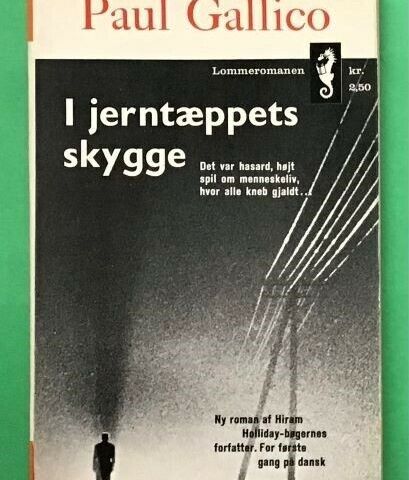 Paul Gallico
Lommeromanen kr.
2,50
I jerntæppets
skygge
Det var hasard, højt
spil om menneskeliv,
hvor alle kneb gjaldt...
Ny roman af Hiram
Holliday-bøgernes
forfatter. For første
gang på dansk